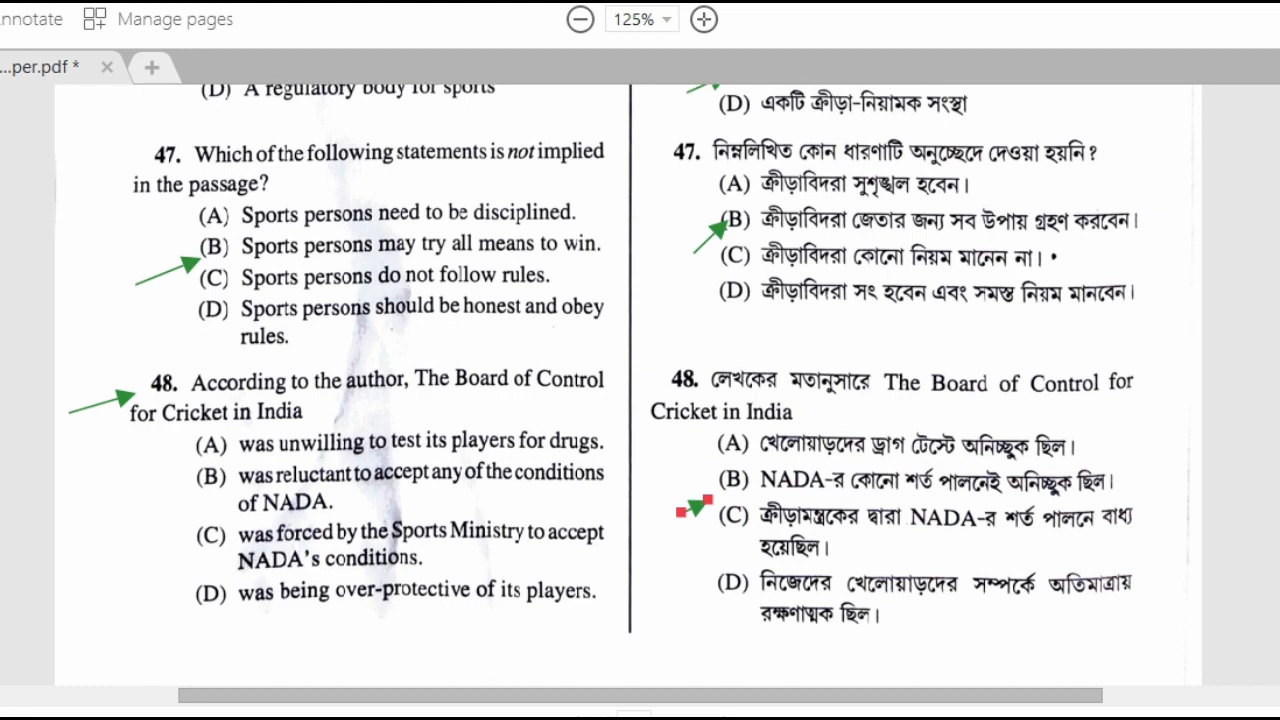 nnotate
Manage pages
125%
...per.pdf *
(D) A regulatory body for sports
47. Which of the following statements is not implied
in the passage?
(A) Sports persons need to be disciplined.
(B) Sports persons may try all means to win.
(C) Sports persons do not follow rules.
(D) Sports persons should be honest and obey
rules.
48. According to the author, The Board of Control
for Cricket in India
(A) was unwilling to test its players for drugs.
(B) was reluctant to accept any of the conditions
of NADA.
(C) was forced by the Sports Ministry to accept
NADA's conditions.
(D) was being over-protective of its players.
(D) একটি ক্রীড়া-নিয়ামক সংস্থা
47. নিম্নলিখিত কোন ধারণাটি অনুচ্ছেদে দেওয়া হয়নি ?
(A) ক্রীড়াবিদরা সুশৃঙ্খল হবেন।
(B) ক্রীড়াবিদরা জেতার জন্য সব উপায় গ্রহণ করবেন।
(C) ক্রীড়াবিদরা কোনো নিয়ম মানেন না।
(D) ক্রীড়াবিদরা সৎ হবেন এবং সমস্ত নিয়ম মানবেন।
48. লেখকের মতানুসারে The Board of Control for
Cricket in India
(A) খেলোয়াড়দের ড্রাগ টেস্টে অনিচ্ছুক ছিল।
(B) NADA-র কোনো শর্ত পালনেই অনিচ্ছুক ছিল।
(C) ক্রীড়ামন্ত্রকের দ্বারা NADA-র শর্ত পালনে বাধ্য
হয়েছিল।
(D) নিজেদের খেলোয়াড়দের সম্পর্কে অতিমাত্রায়
রক্ষণাত্মক ছিল।